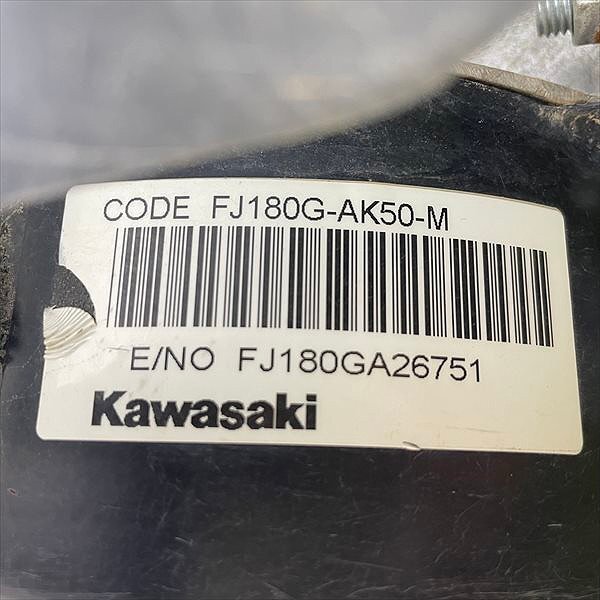 CODE FJ180G-AK50-M
E/NO FJ180GA26751
Kawasaki